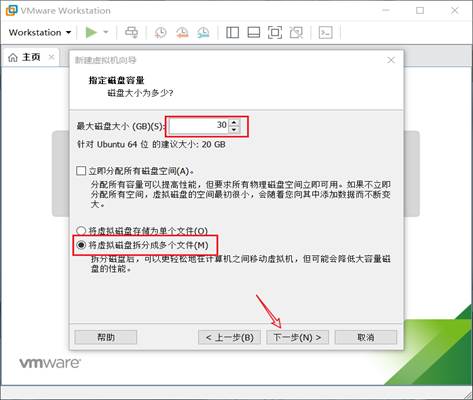 VMware Workstation
Workstation
主页
新建虚拟机向导
指定磁盘容量
磁盘大小为多少?
最大磁盘大小 (GB)(S): 30
针对 Ubuntu 64 位 的建议大小: 20 GB
立即分配所有磁盘空间(A)。
分配所有容量可以提高性能，但要求所有物理磁盘空间立即可用。如果不立即
分配所有空间，虚拟磁盘的空间最初很小，会随着您向其中添加数据而不断变
大。
将虚拟磁盘存储为单个文件(O)
将虚拟磁盘拆分成多个文件(M)
拆分磁盘后，可以更轻松地在计算机之间移动虚拟机，但可能会降低大容量磁
盘的性能。
帮助 < 上一步(B) 下一步(N) > 取消
vmware